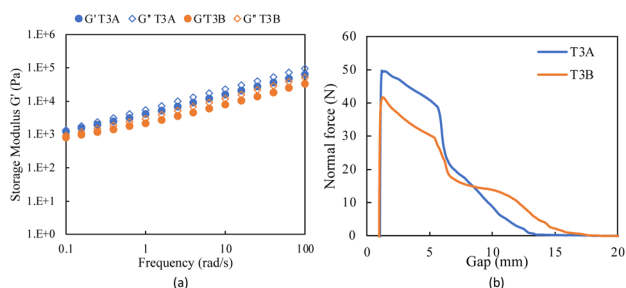 G' T3A G" T3A G'T3B G" T3B
Storage Modulus G' (Pa)
1.E+6
1.E+5
1.E+4
1.E+3
1.E+2
1.E+1
1.E+0
0.1 1 10 100
Frequency (rad/s)
(a)
Normal force (N)
60
50
40
30
20
10
0
0 5 10 15 20
Gap (mm)
T3A
T3B
(b)